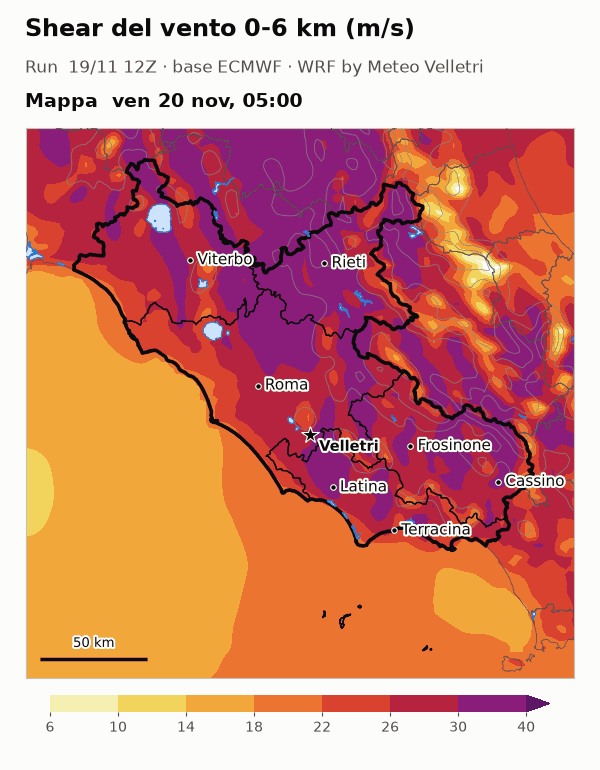 Shear del vento 0-6 km (m/s)
Run  19/11 12Z · base ECMWF · WRF by Meteo Velletri
Mappa  ven 20 nov, 05:00
Viterbo
Rieti
Roma
Velletri
Frosinone
Latina
Cassino
Terracina
50 km
6 10 14 18 22 26 30 40